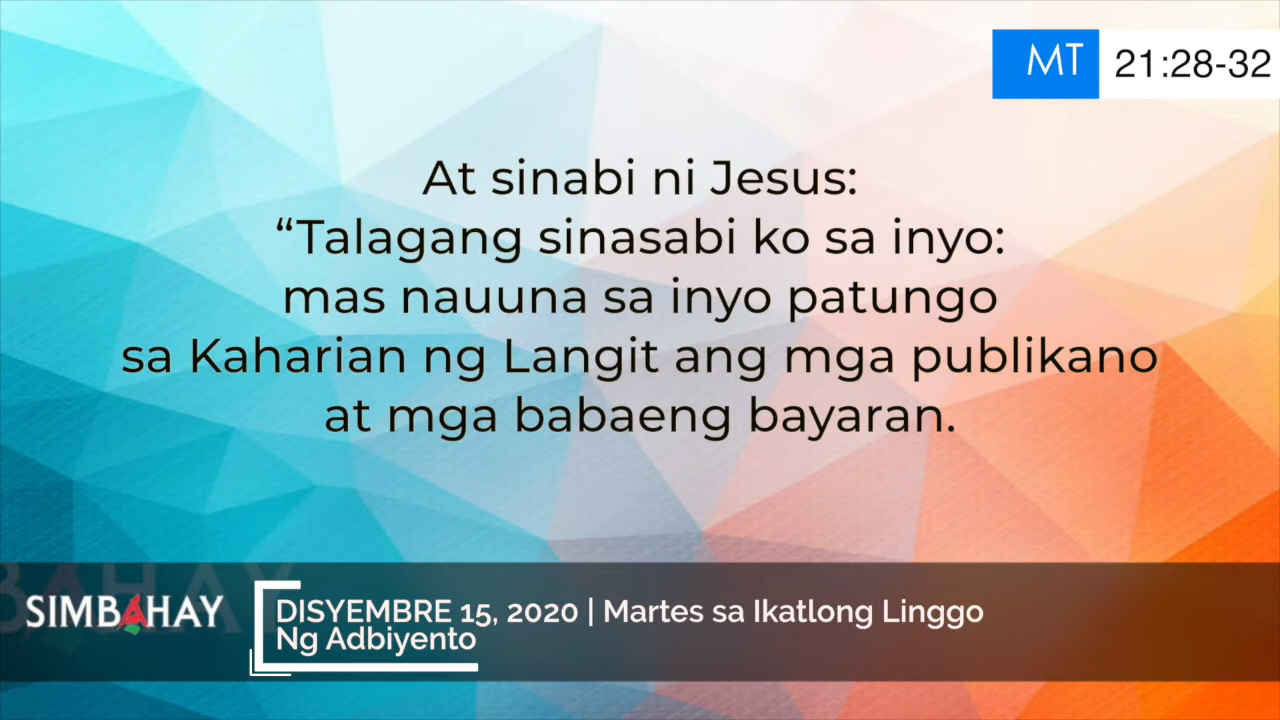 MT 21:28-32
At sinabi ni Jesus:
“Talagang sinasabi ko sa inyo:
mas nauuna sa inyo patungo
sa Kaharian ng Langit ang mga publikano
at mga babaeng bayaran.
SIMBAHAY
DISYEMBRE 15, 2020 | Martes sa Ikatlong Linggo
Ng Adbiyento